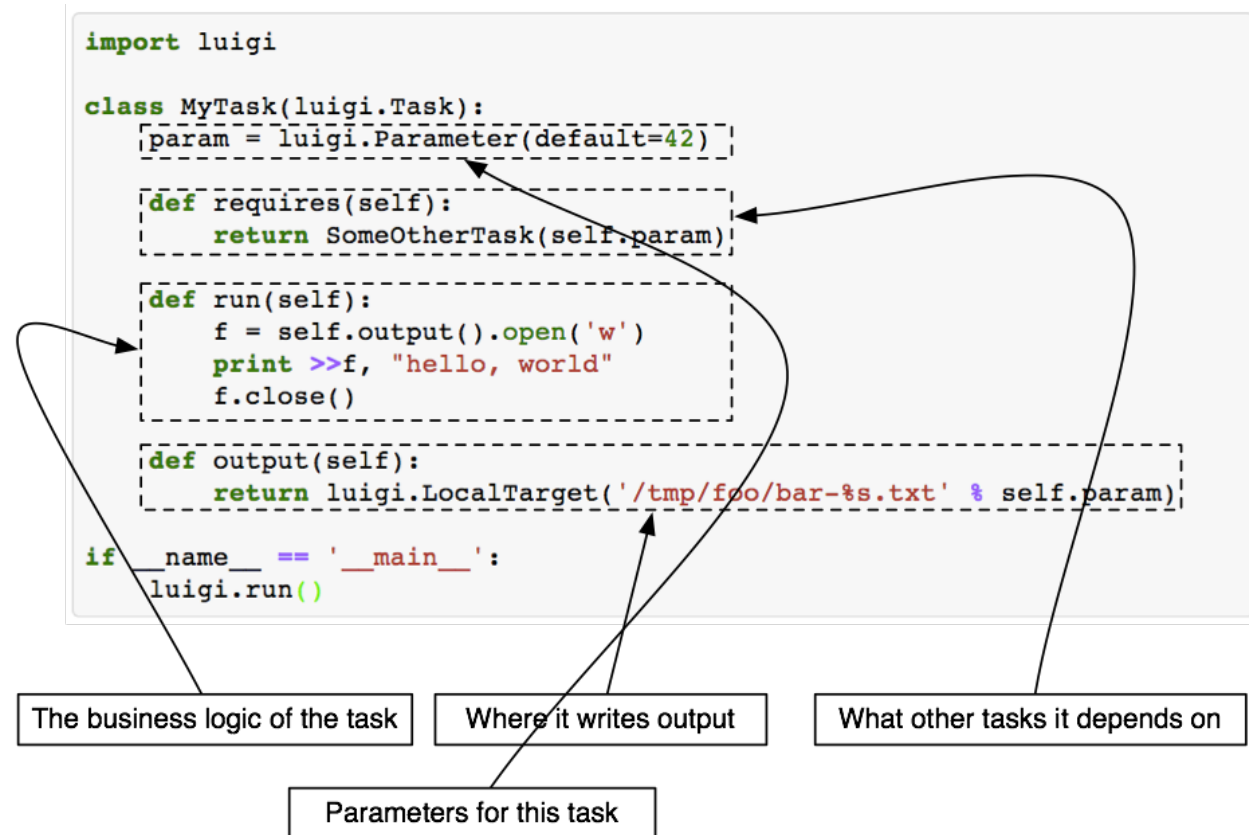 import luigi
class MyTask(luigi.Task):
    param = luigi.Parameter(default=42)
    def requires(self):
        return SomeOtherTask(self.param)
    def run(self):
        f = self.output().open('w')
        print >>f, "hello, world"
        f.close()
    def output(self):
        return luigi.LocalTarget('/tmp/foo/bar-%s.txt' % self.param)
if __name__ == '__main__':
    luigi.run()
The business logic of the task
Where it writes output
What other tasks it depends on
Parameters for this task